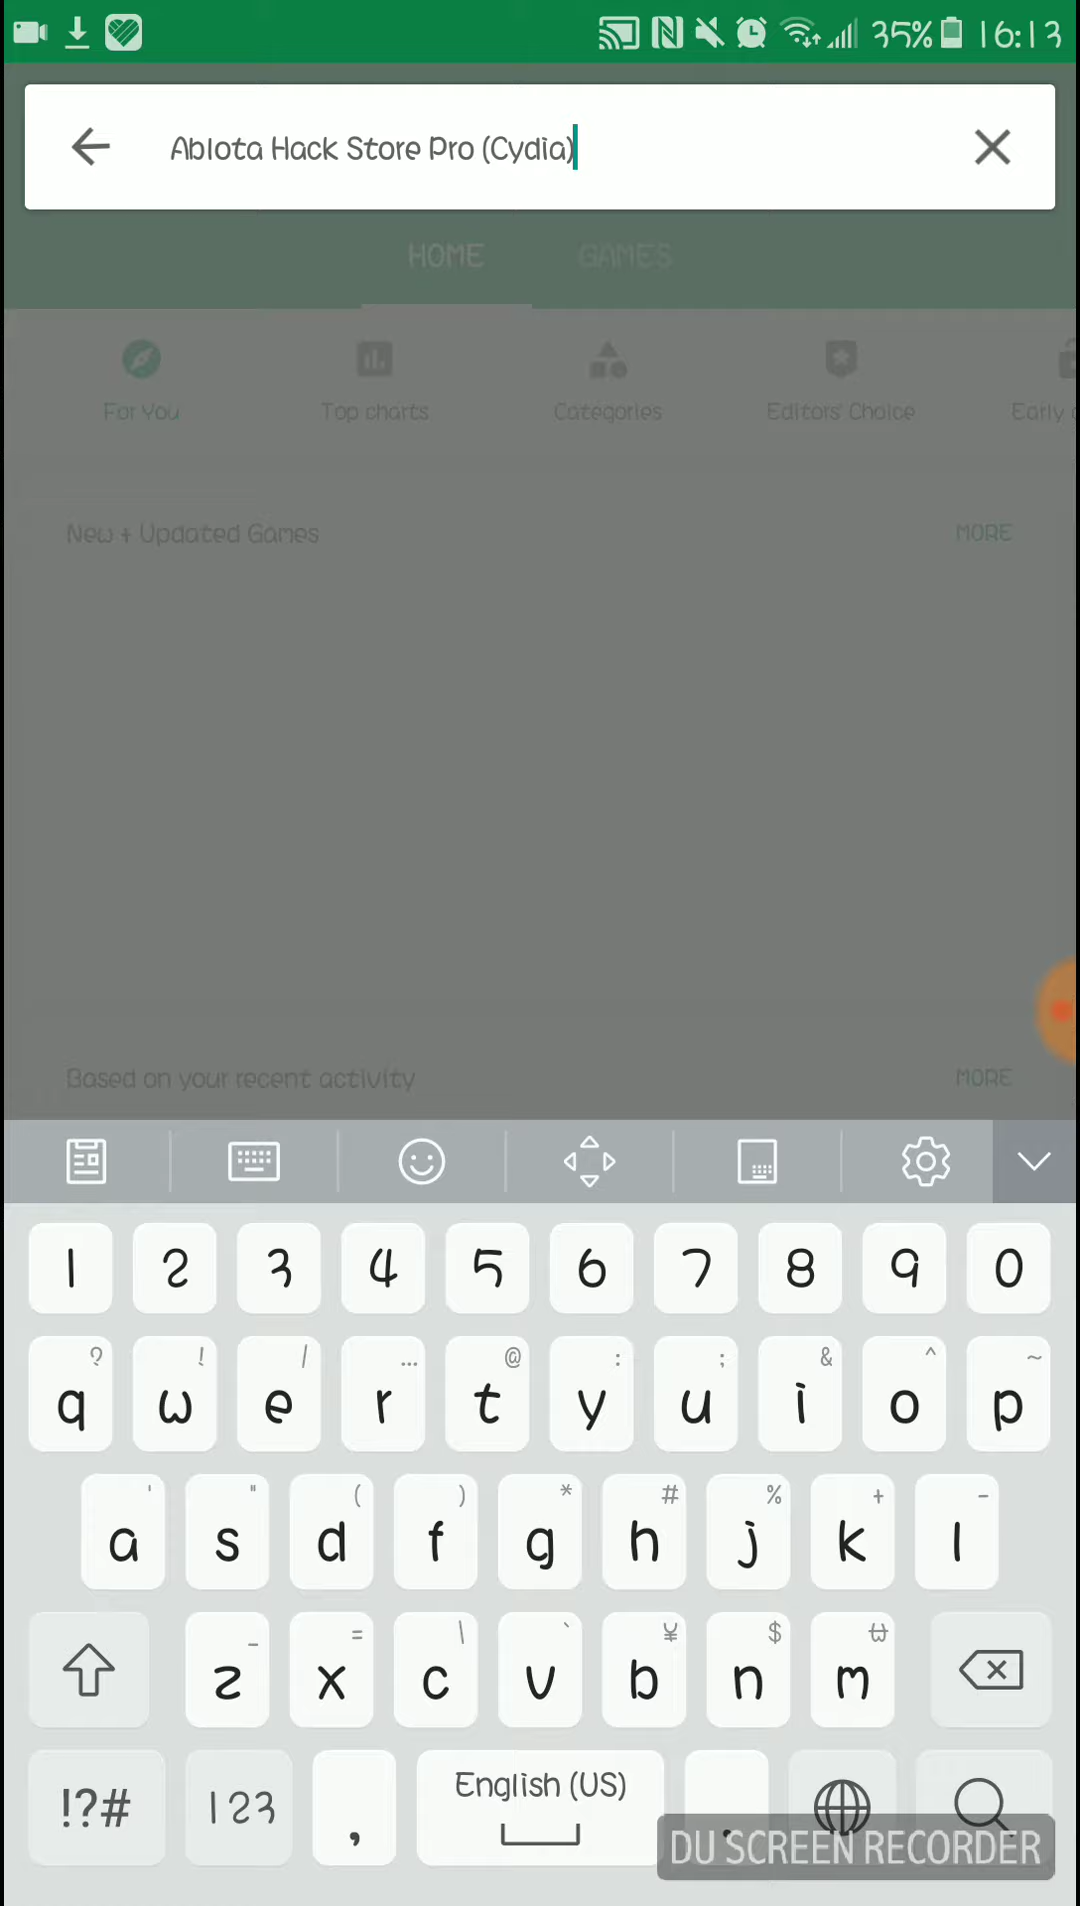 35% 16:13
Ablota Hack Store Pro (Cydia)
HOME GAMES
For You Top charts Categories Editors' Choice Early
New + Updated Games MORE
Based on your recent activity MORE
1 2 3 4 5 6 7 8 9 0
? ! / ... @ : ; & ^ ~
q w e r t y u i o p
' " ( ) * # % + -
a s d f g h j k l
_ = \ ` ¥ $ ₩
z x c v b n m
!?# 123 , English (US) .
DU SCREEN RECORDER